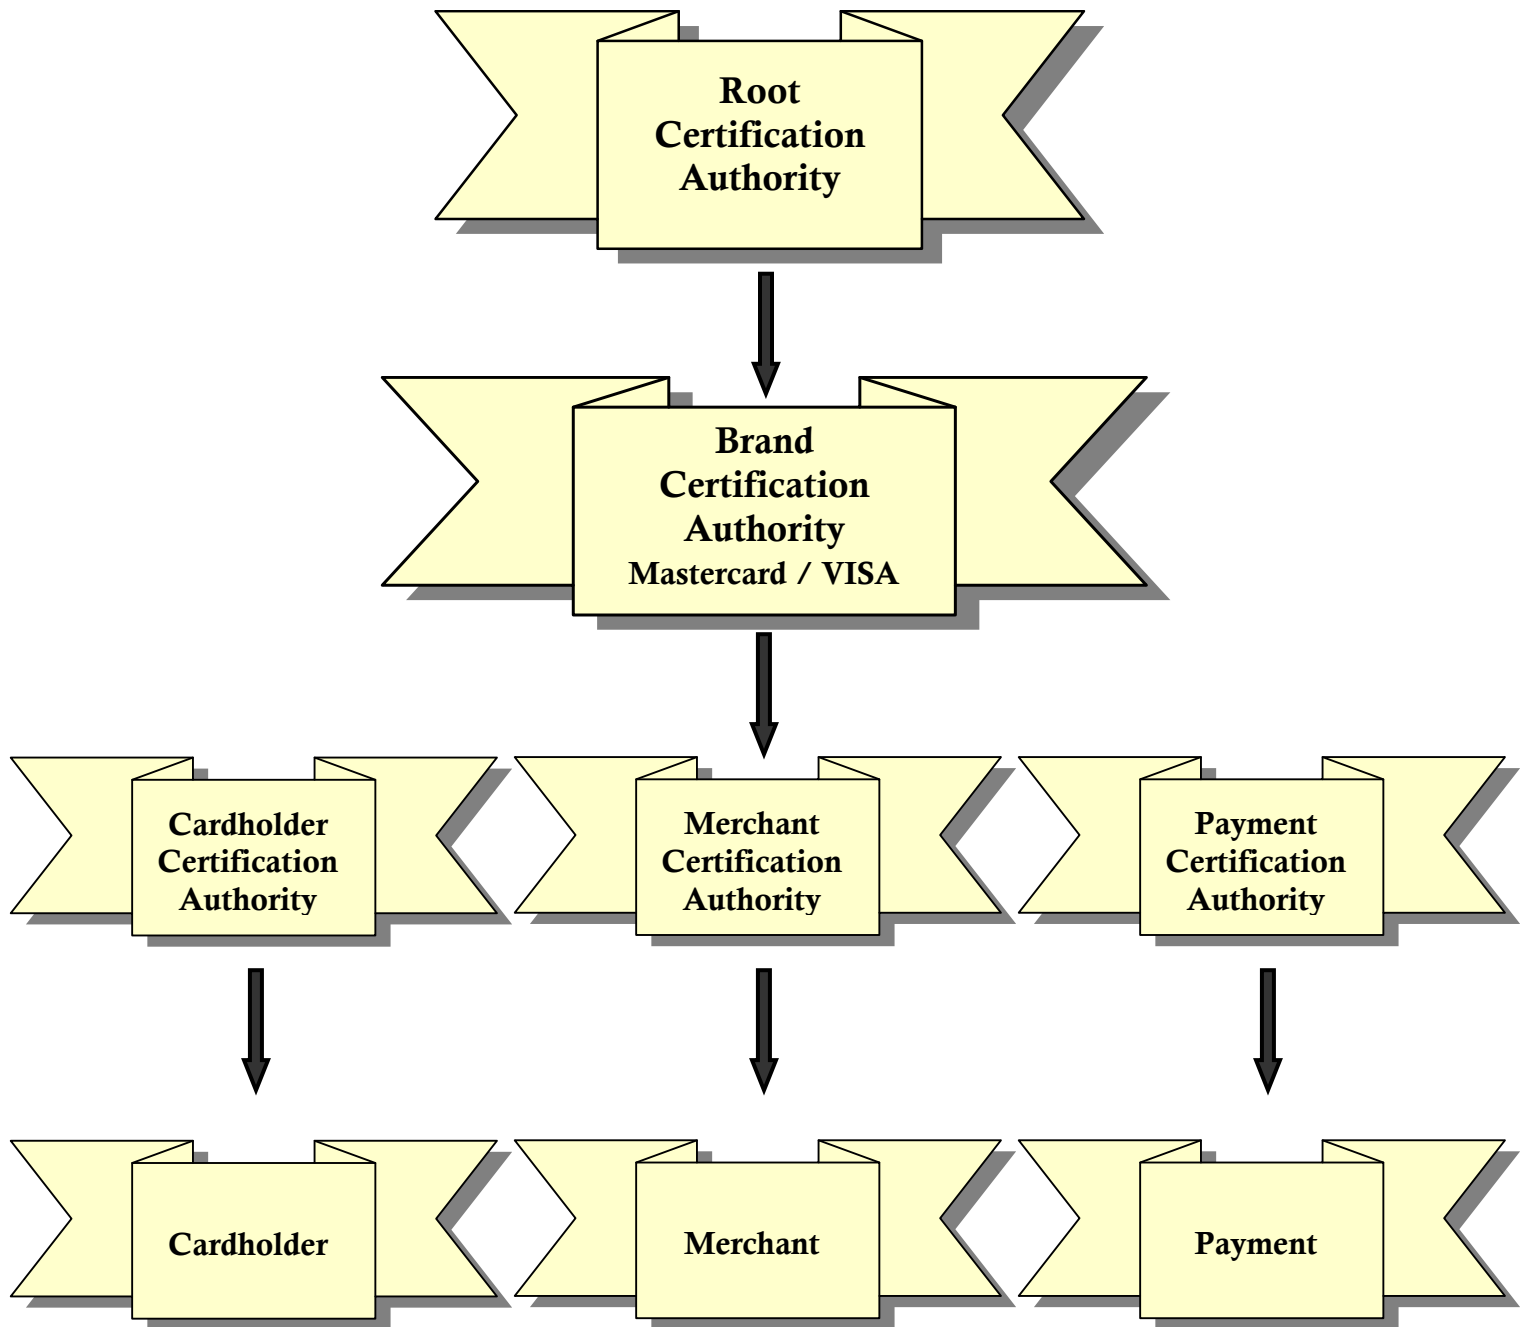 Root
Certification
Authority
Brand
Certification
Authority
Mastercard / VISA
Cardholder
Certification
Authority
Merchant
Certification
Authority
Payment
Certification
Authority
Cardholder
Merchant
Payment